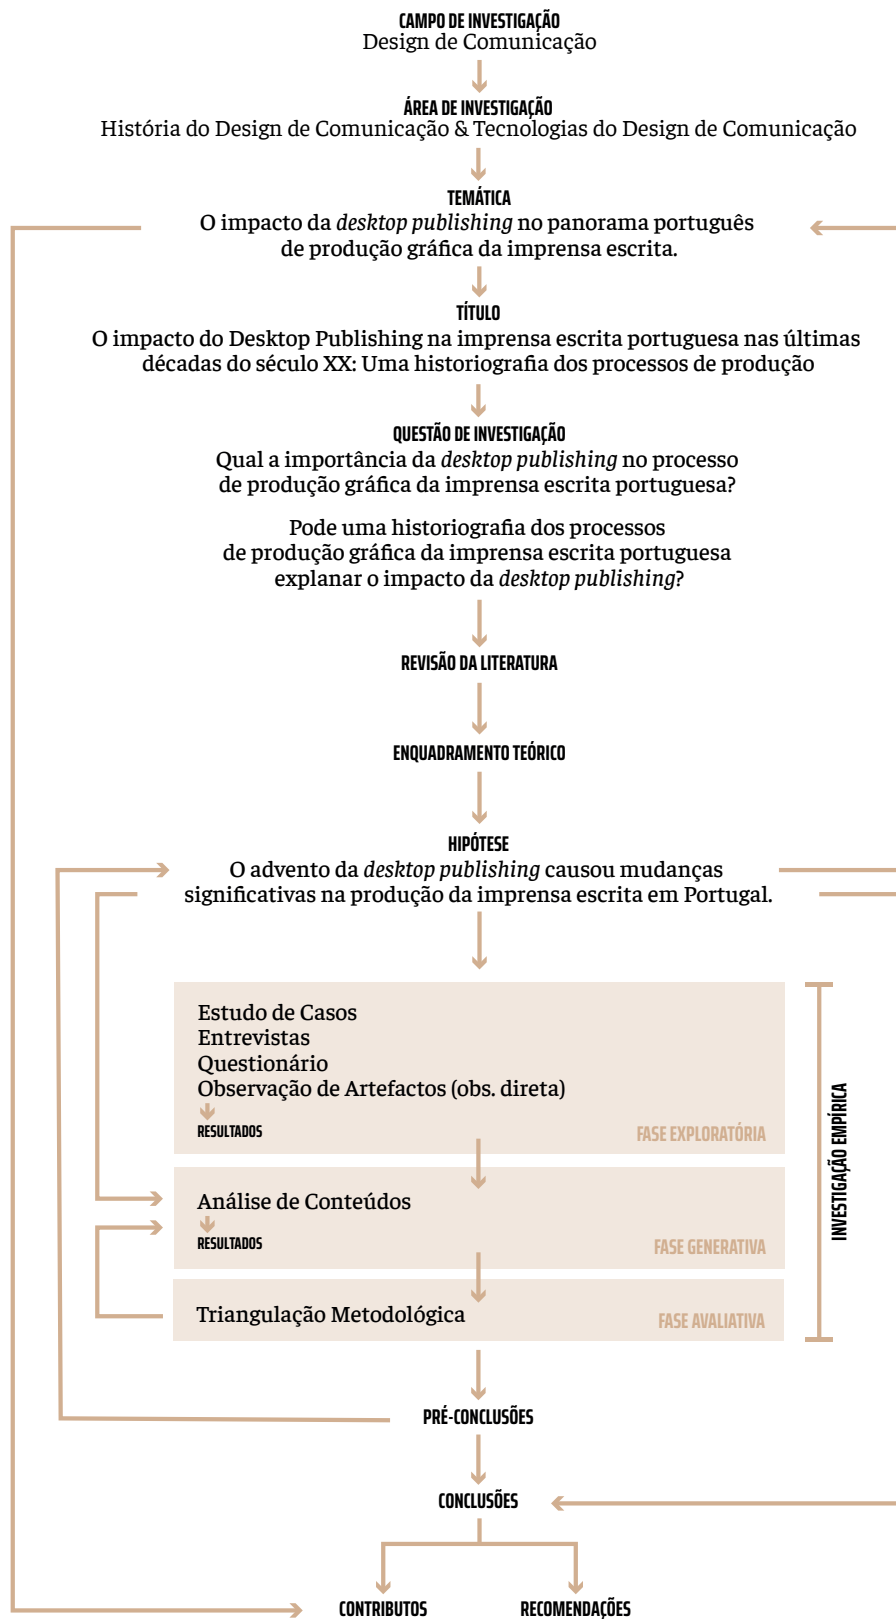 CAMPO DE INVESTIGAÇÃO
Design de Comunicação
ÁREA DE INVESTIGAÇÃO
História do Design de Comunicação & Tecnologias do Design de Comunicação
TEMÁTICA
O impacto da desktop publishing no panorama português
de produção gráfica da imprensa escrita.
TÍTULO
O impacto do Desktop Publishing na imprensa escrita portuguesa nas últimas
décadas do século XX: Uma historiografia dos processos de produção
QUESTÃO DE INVESTIGAÇÃO
Qual a importância da desktop publishing no processo
de produção gráfica da imprensa escrita portuguesa?
Pode uma historiografia dos processos
de produção gráfica da imprensa escrita portuguesa
explanar o impacto da desktop publishing?
REVISÃO DA LITERATURA
ENQUADRAMENTO TEÓRICO
HIPÓTESE
O advento da desktop publishing causou mudanças
significativas na produção da imprensa escrita em Portugal.
Estudo de Casos
Entrevistas
Questionário
Observação de Artefactos (obs. direta)
RESULTADOS
FASE EXPLORATÓRIA
Análise de Conteúdos
RESULTADOS
FASE GENERATIVA
Triangulação Metodológica
FASE AVALIATIVA
INVESTIGAÇÃO EMPÍRICA
PRÉ-CONCLUSÕES
CONCLUSÕES
CONTRIBUTOS
RECOMENDAÇÕES